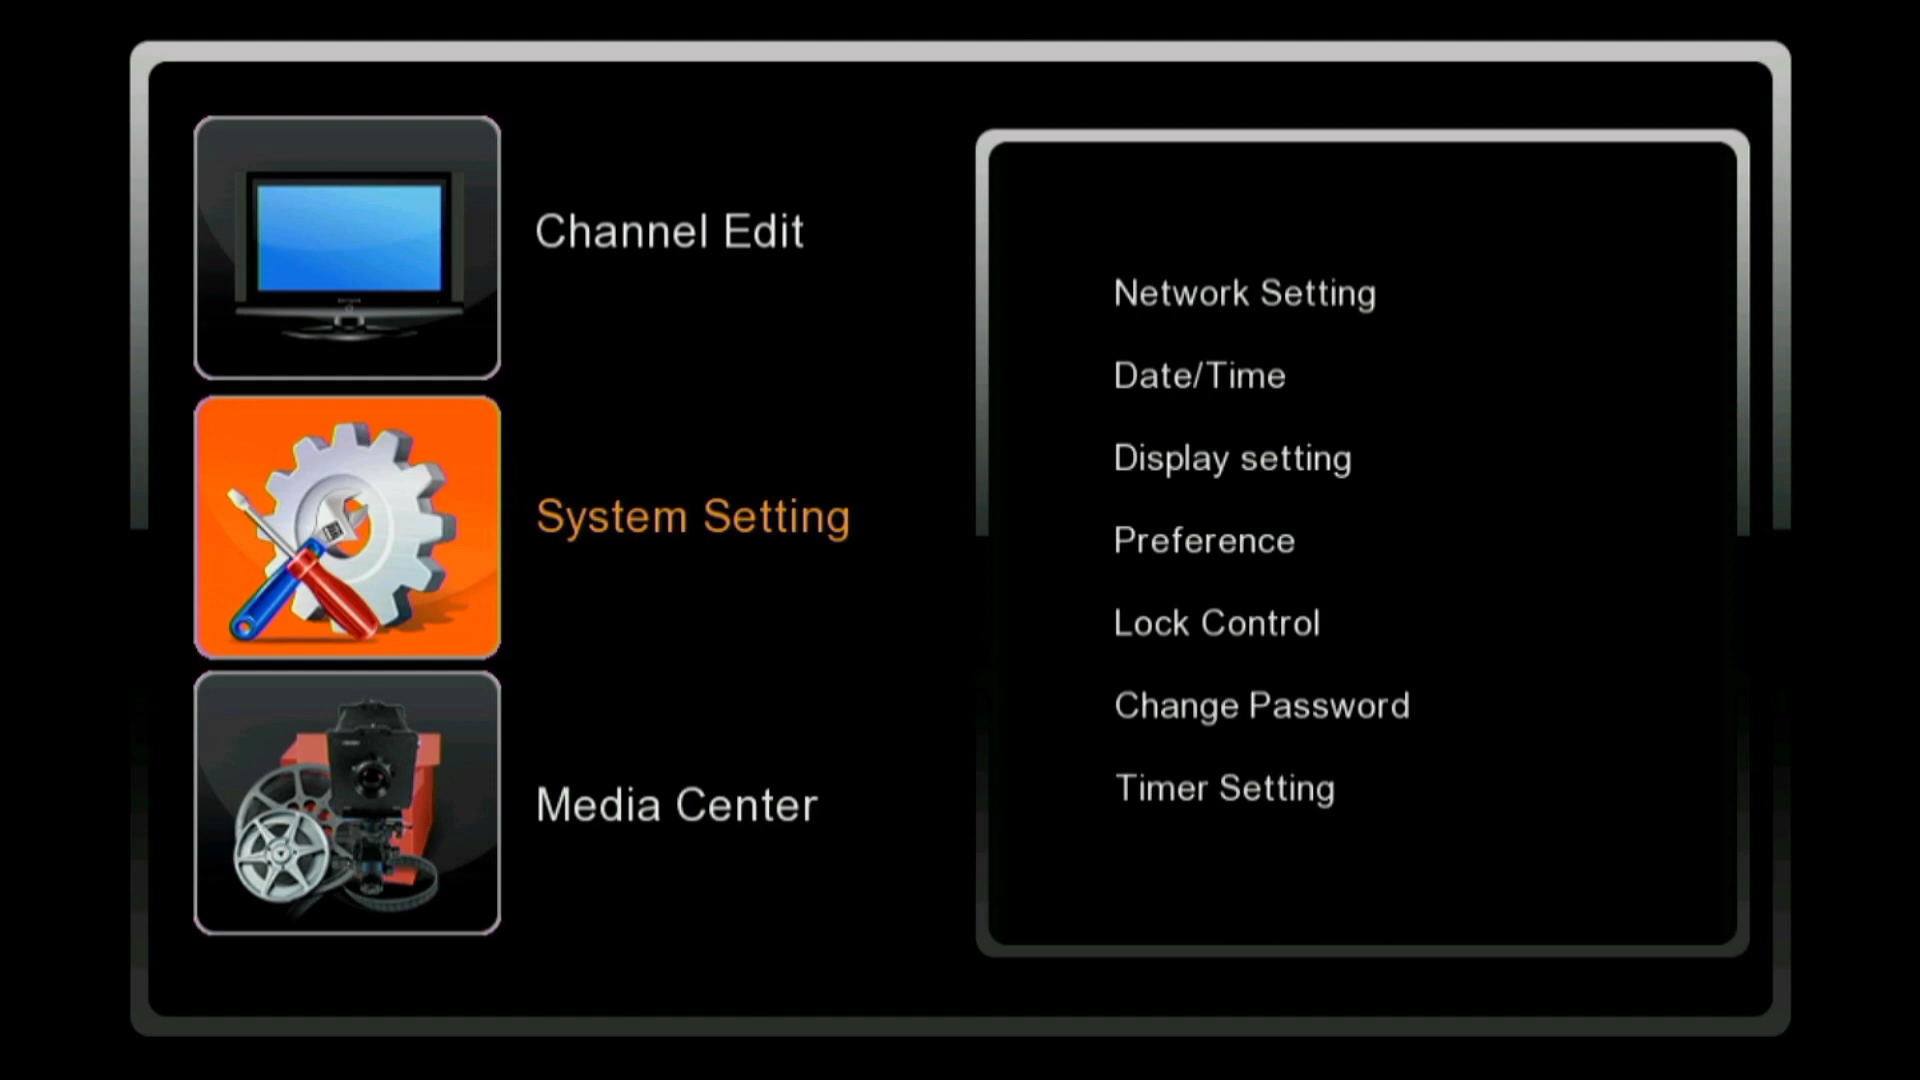 Channel Edit
System Setting
Media Center
Network Setting
Date/Time
Display setting
Preference
Lock Control
Change Password
Timer Setting